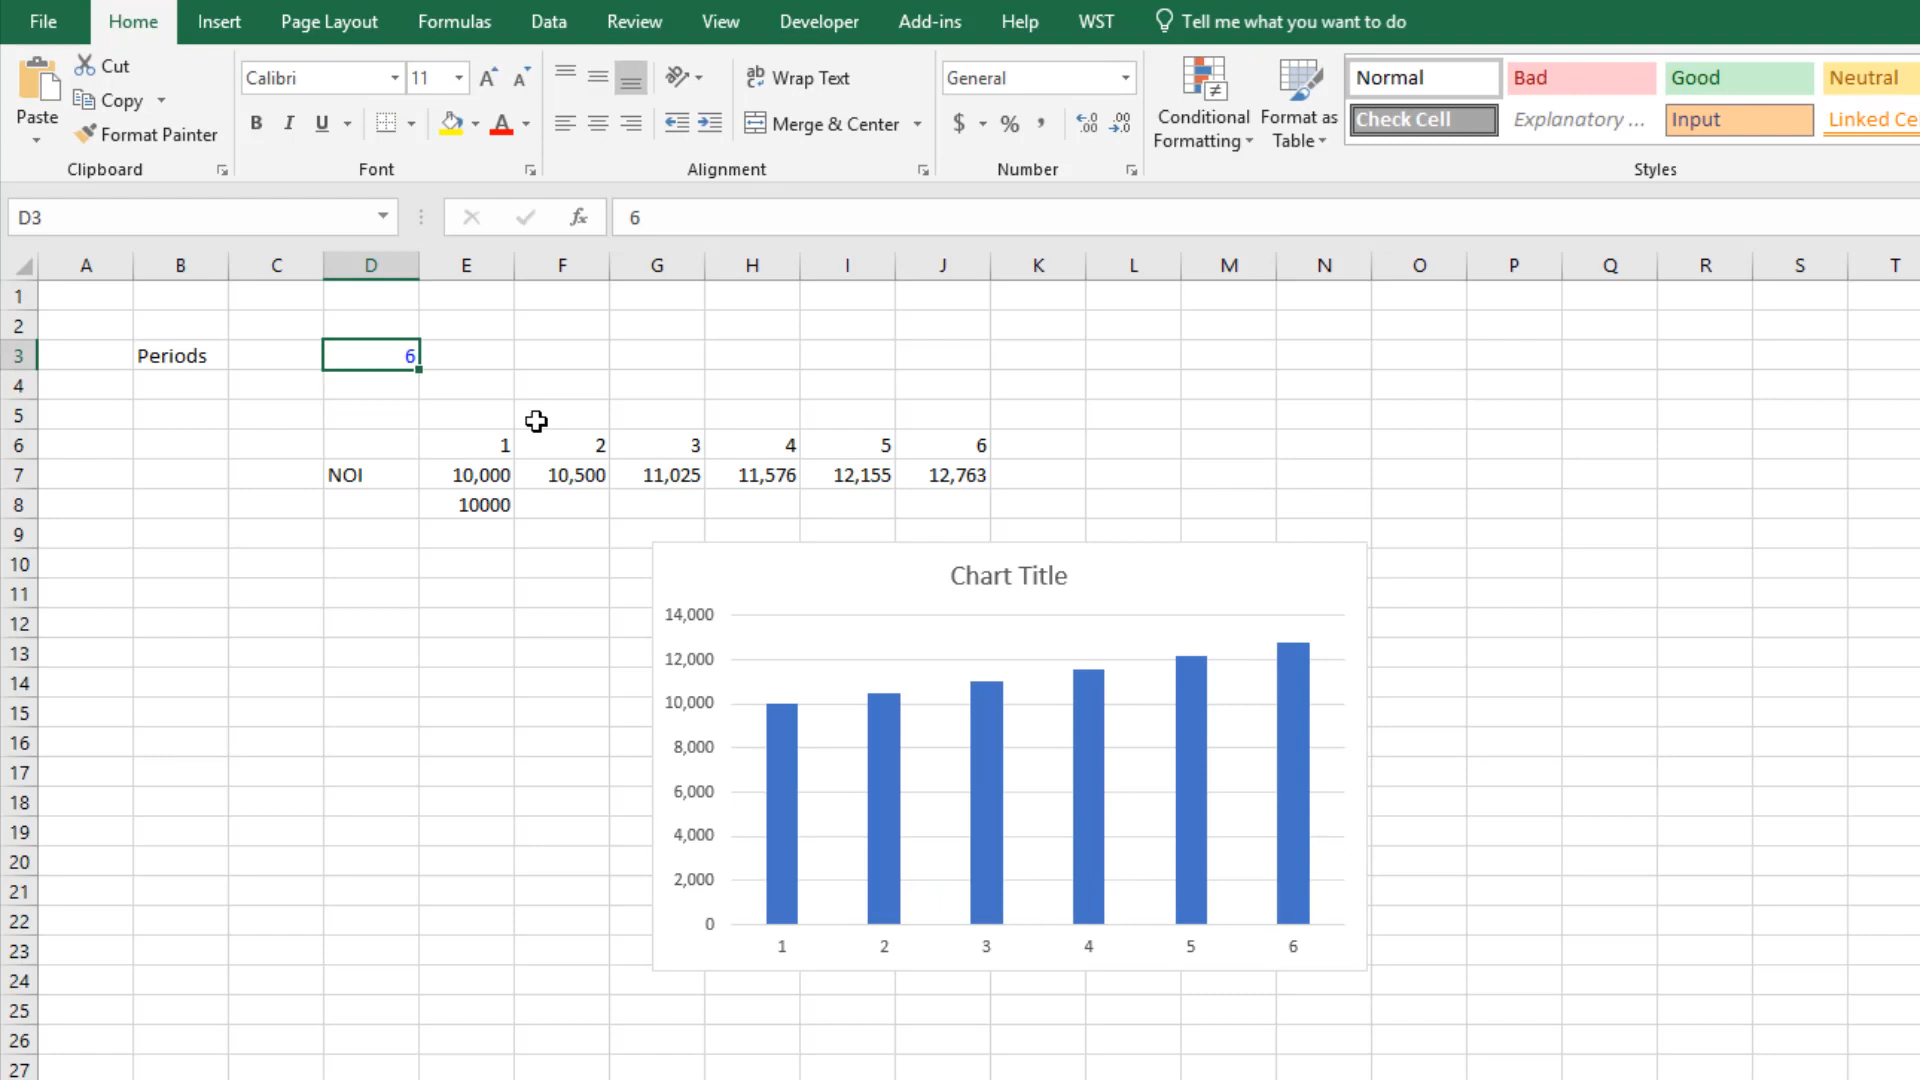 File Home Insert Page Layout Formulas Data Review View Developer Add-ins Help WST Tell me what you want to do
Cut
Copy
Format Painter
Paste
Clipboard
Calibri 11 A A
B I U A
Font
ab Wrap Text
Merge & Center
Alignment
General
$ % , .00 .00
Number
Conditional Formatting
Format as Table
Normal Bad Good Neutral
Check Cell Explanatory ... Input Linked Ce
Styles
D3 fx 6
A B C D E F G H I J K L M N O P Q R S T
1
2
3 Periods 6
4
5
6 1 2 3 4 5 6
7 NOI 10,000 10,500 11,025 11,576 12,155 12,763
8 10000
9
10
11
12
13
14
15
16
17
18
19
20
21
22
23
24
25
26
27
Chart Title
14,000
12,000
10,000
8,000
6,000
4,000
2,000
0
1 2 3 4 5 6